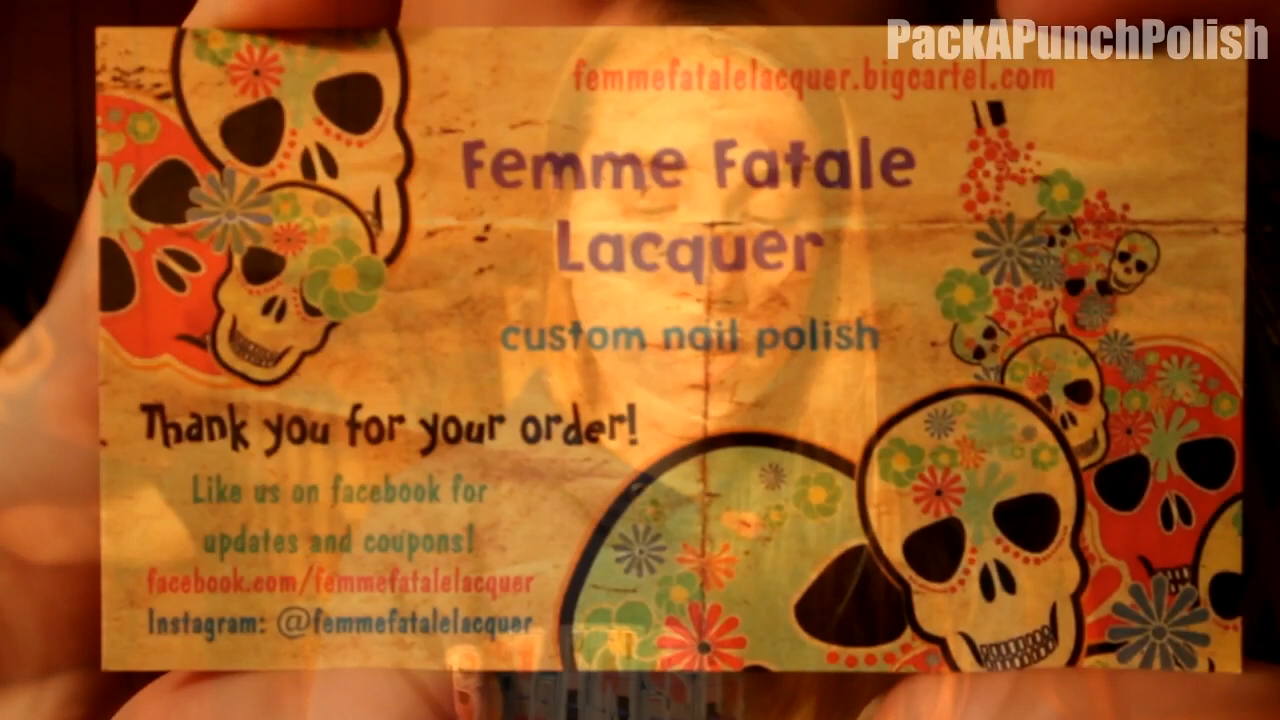 PackAPunchPolish
femmefatalelacquer.bigcartel.com
Femme Fatale
Lacquer
custom nail polish
Thank you for your order!
Like us on facebook for
updates and coupons!
facebook.com/femmefatalelacquer
Instagram: @femmefatalelacquer